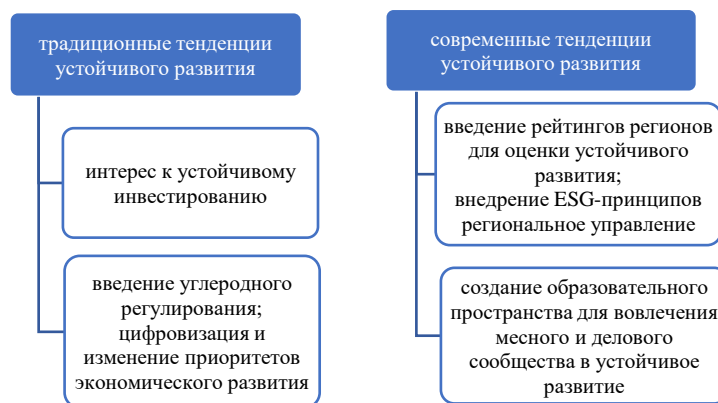 традиционные тенденции
устойчивого развития
интерес к устойчивому
инвестированию
введение углеродного
регулирования;
цифровизация и
изменение приоритетов
экономического развития
современные тенденции
устойчивого развития
введение рейтингов регионов
для оценки устойчивого
развития;
внедрение ESG-принципов
региональное управление
создание образовательного
пространства для вовлечения
месного и делового
сообщества в устойчивое
развитие